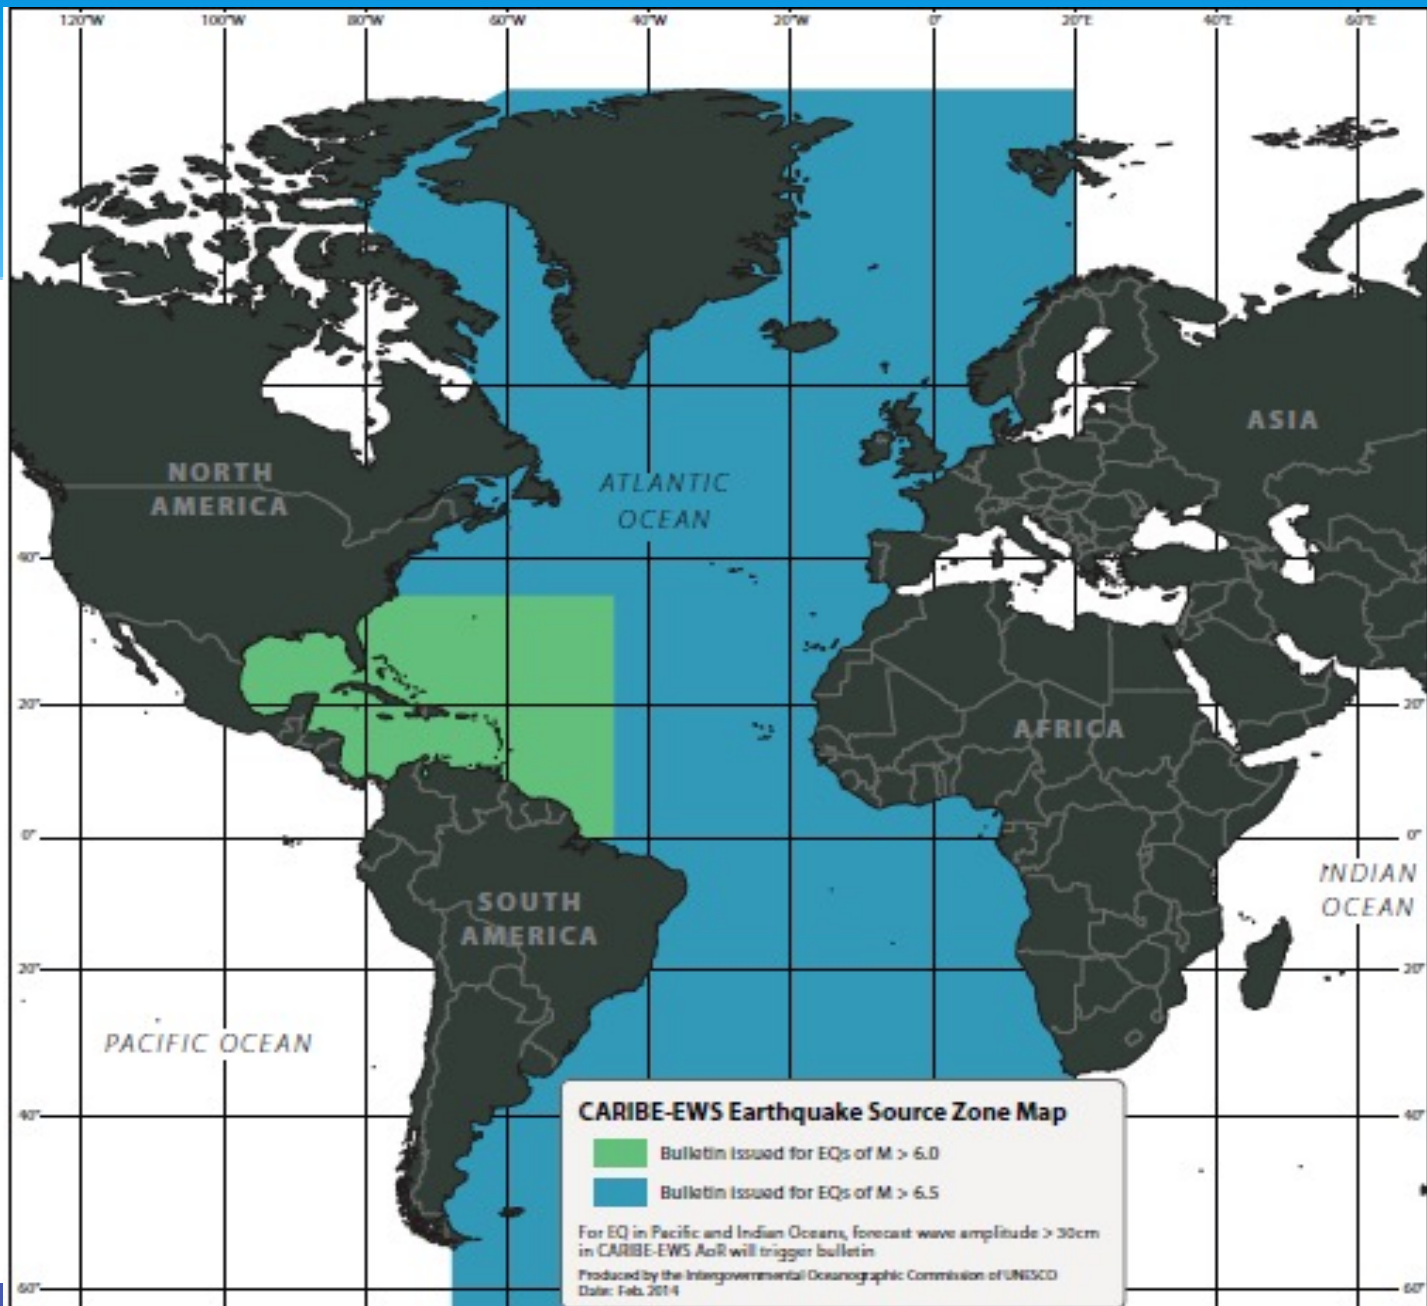 120°W 100°W 80°W 60°W 40°W 20°W 0° 20°E 40°E 60°E
ASIA
NORTH
AMERICA
ATLANTIC
OCEAN
40°
20° 20°
AFRICA
0° 0°
INDIAN
OCEAN
SOUTH
AMERICA
20° 20°
PACIFIC OCEAN
40° 40°
CARIBE-EWS Earthquake Source Zone Map
Bulletin issued for EQs of M > 6.0
Bulletin issued for EQs of M > 6.5
For EQ in Pacific and Indian Oceans, forecast wave amplitude > 30cm
in CARIBE-EWS AoR will trigger bulletin
Produced by the Intergovernmental Oceanographic Commission of UNESCO
Date: Feb. 2014
60° 60°